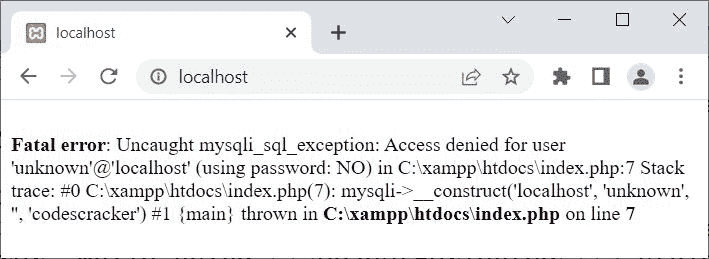 localhost
localhost
Fatal error: Uncaught mysqli_sql_exception: Access denied for user
'unknown'@'localhost' (using password: NO) in C:\xampp\htdocs\index.php:7 Stack
trace: #0 C:\xampp\htdocs\index.php(7): mysqli->__construct('localhost', 'unknown',
'', 'codescracker') #1 {main} thrown in C:\xampp\htdocs\index.php on line 7